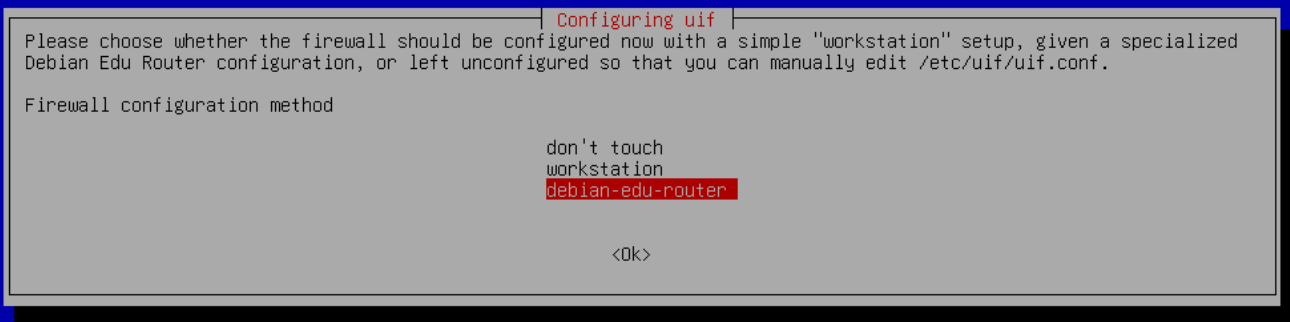 Configuring uif
Please choose whether the firewall should be configured now with a simple "workstation" setup, given a specialized
Debian Edu Router configuration, or left unconfigured so that you can manually edit /etc/uif/uif.conf.
Firewall configuration method
don't touch
workstation
debian-edu-router
<Ok>